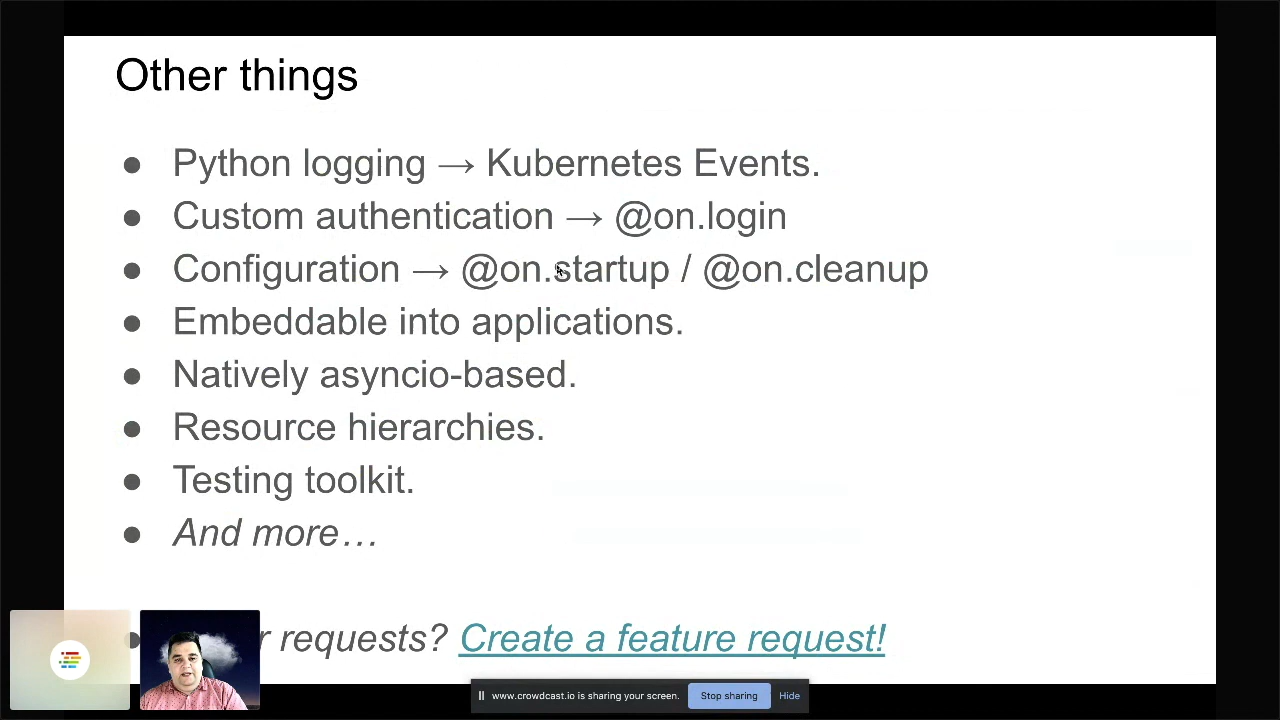 Other things
● Python logging → Kubernetes Events.
● Custom authentication → @on.login
● Configuration → @on.startup / @on.cleanup
● Embeddable into applications.
● Natively asyncio-based.
● Resource hierarchies.
● Testing toolkit.
● And more…
requests? Create a feature request!
www.crowdcast.io is sharing your screen. Stop sharing Hide